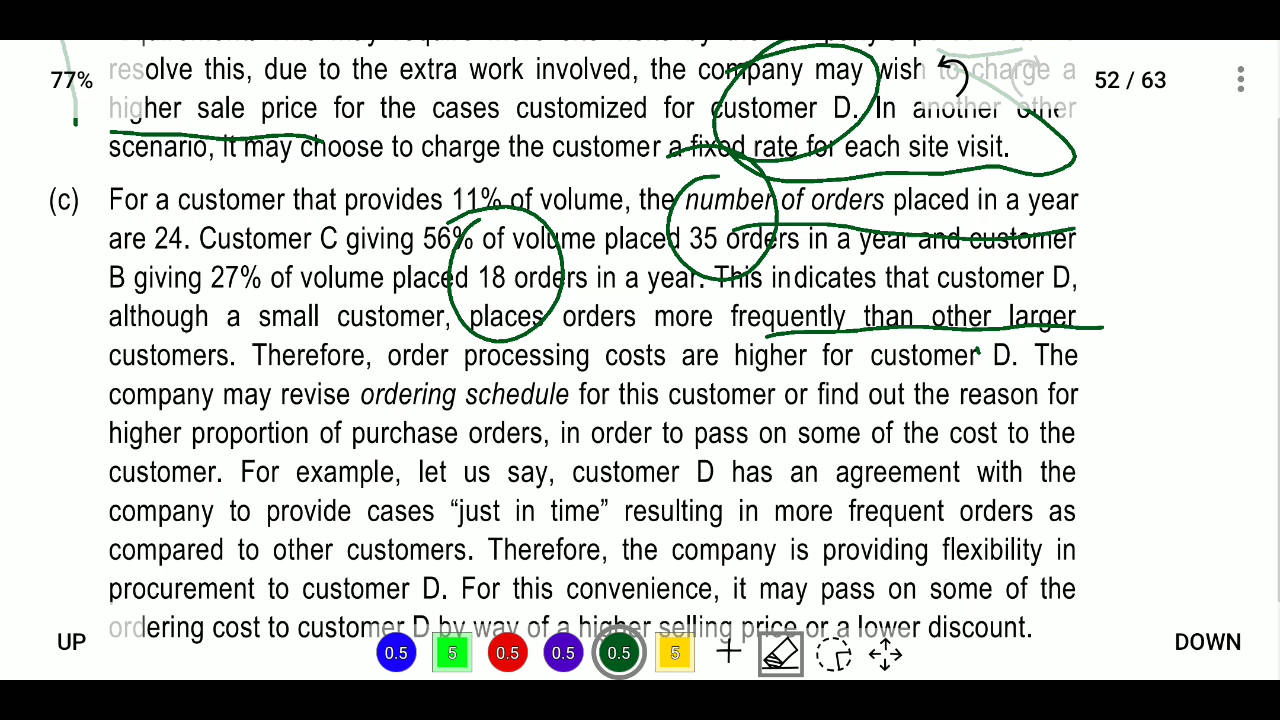 resolve this, due to the extra work involved, the company may wish to charge a
77%
52 / 63
higher sale price for the cases customized for customer D. In another other
scenario, it may choose to charge the customer a fixed rate for each site visit.
(c) For a customer that provides 11% of volume, the number of orders placed in a year
are 24. Customer C giving 56% of volume placed 35 orders in a year and customer
B giving 27% of volume placed 18 orders in a year. This indicates that customer D,
although a small customer, places orders more frequently than other larger
customers. Therefore, order processing costs are higher for customer D. The
company may revise ordering schedule for this customer or find out the reason for
higher proportion of purchase orders, in order to pass on some of the cost to the
customer. For example, let us say, customer D has an agreement with the
company to provide cases “just in time” resulting in more frequent orders as
compared to other customers. Therefore, the company is providing flexibility in
procurement to customer D. For this convenience, it may pass on some of the
ordering cost to customer D by way of a higher selling price or a lower discount.
UP
DOWN
0.5 5 0.5 0.5 0.5 5